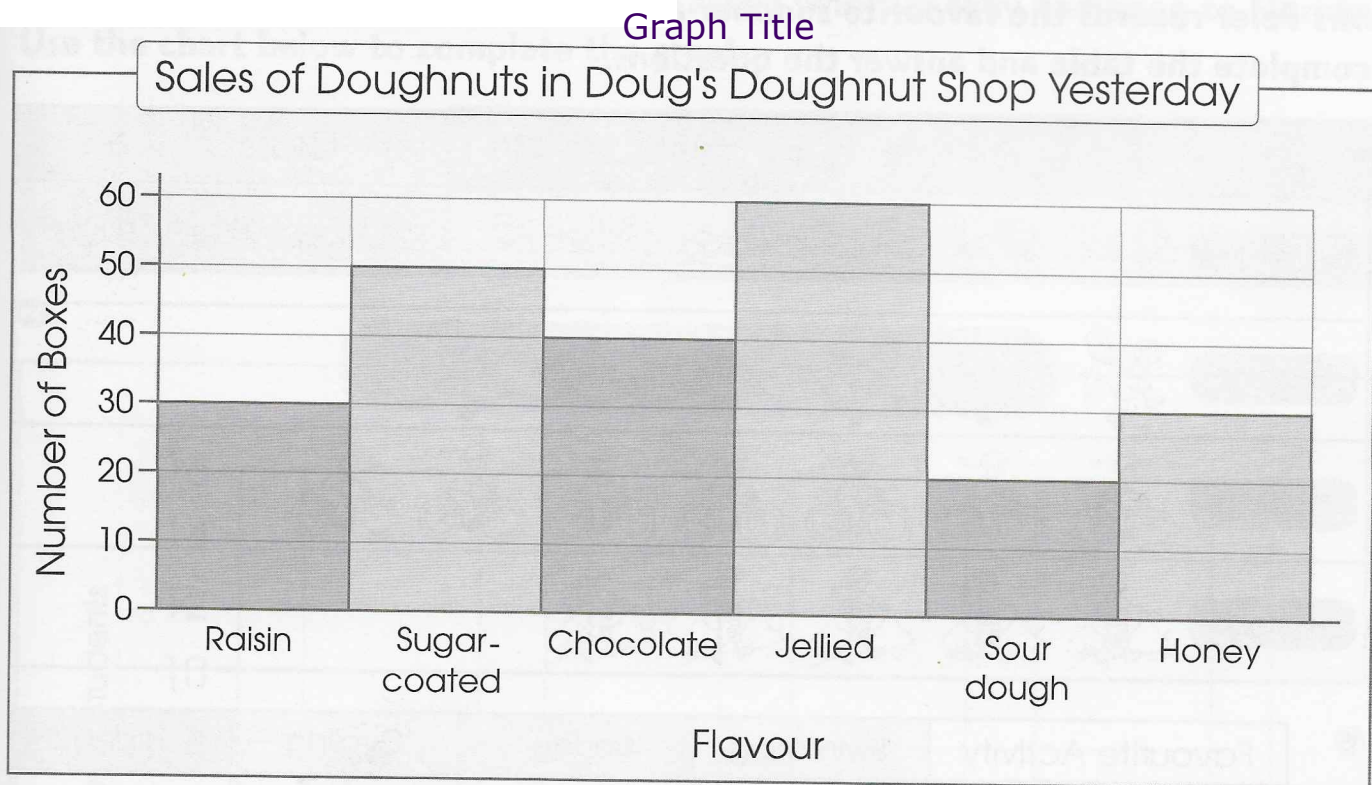 Graph Title
Sales of Doughnuts in Doug's Doughnut Shop Yesterday
Number of Boxes
60
50
40
30
20
10
0
Raisin
Sugar-
coated
Chocolate
Jellied
Sour
dough
Honey
Flavour